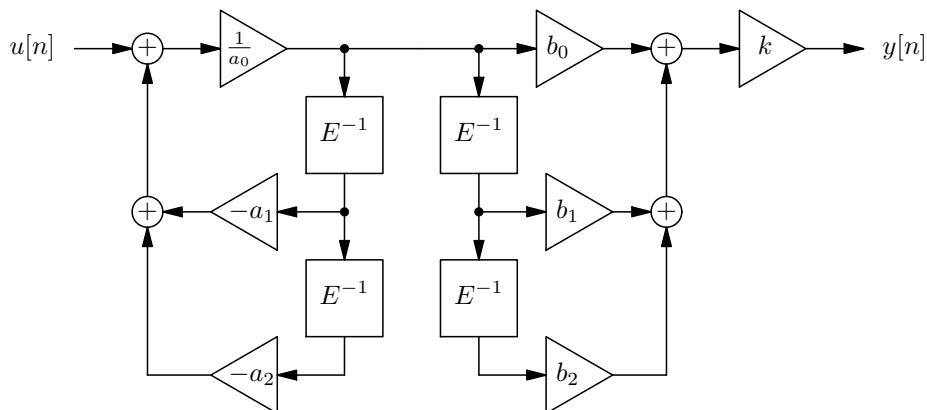 u[n] + 1/a₀ b₀ + k y[n]
E⁻¹ E⁻¹
+ −a₁ b₁ +
E⁻¹ E⁻¹
−a₂ b₂